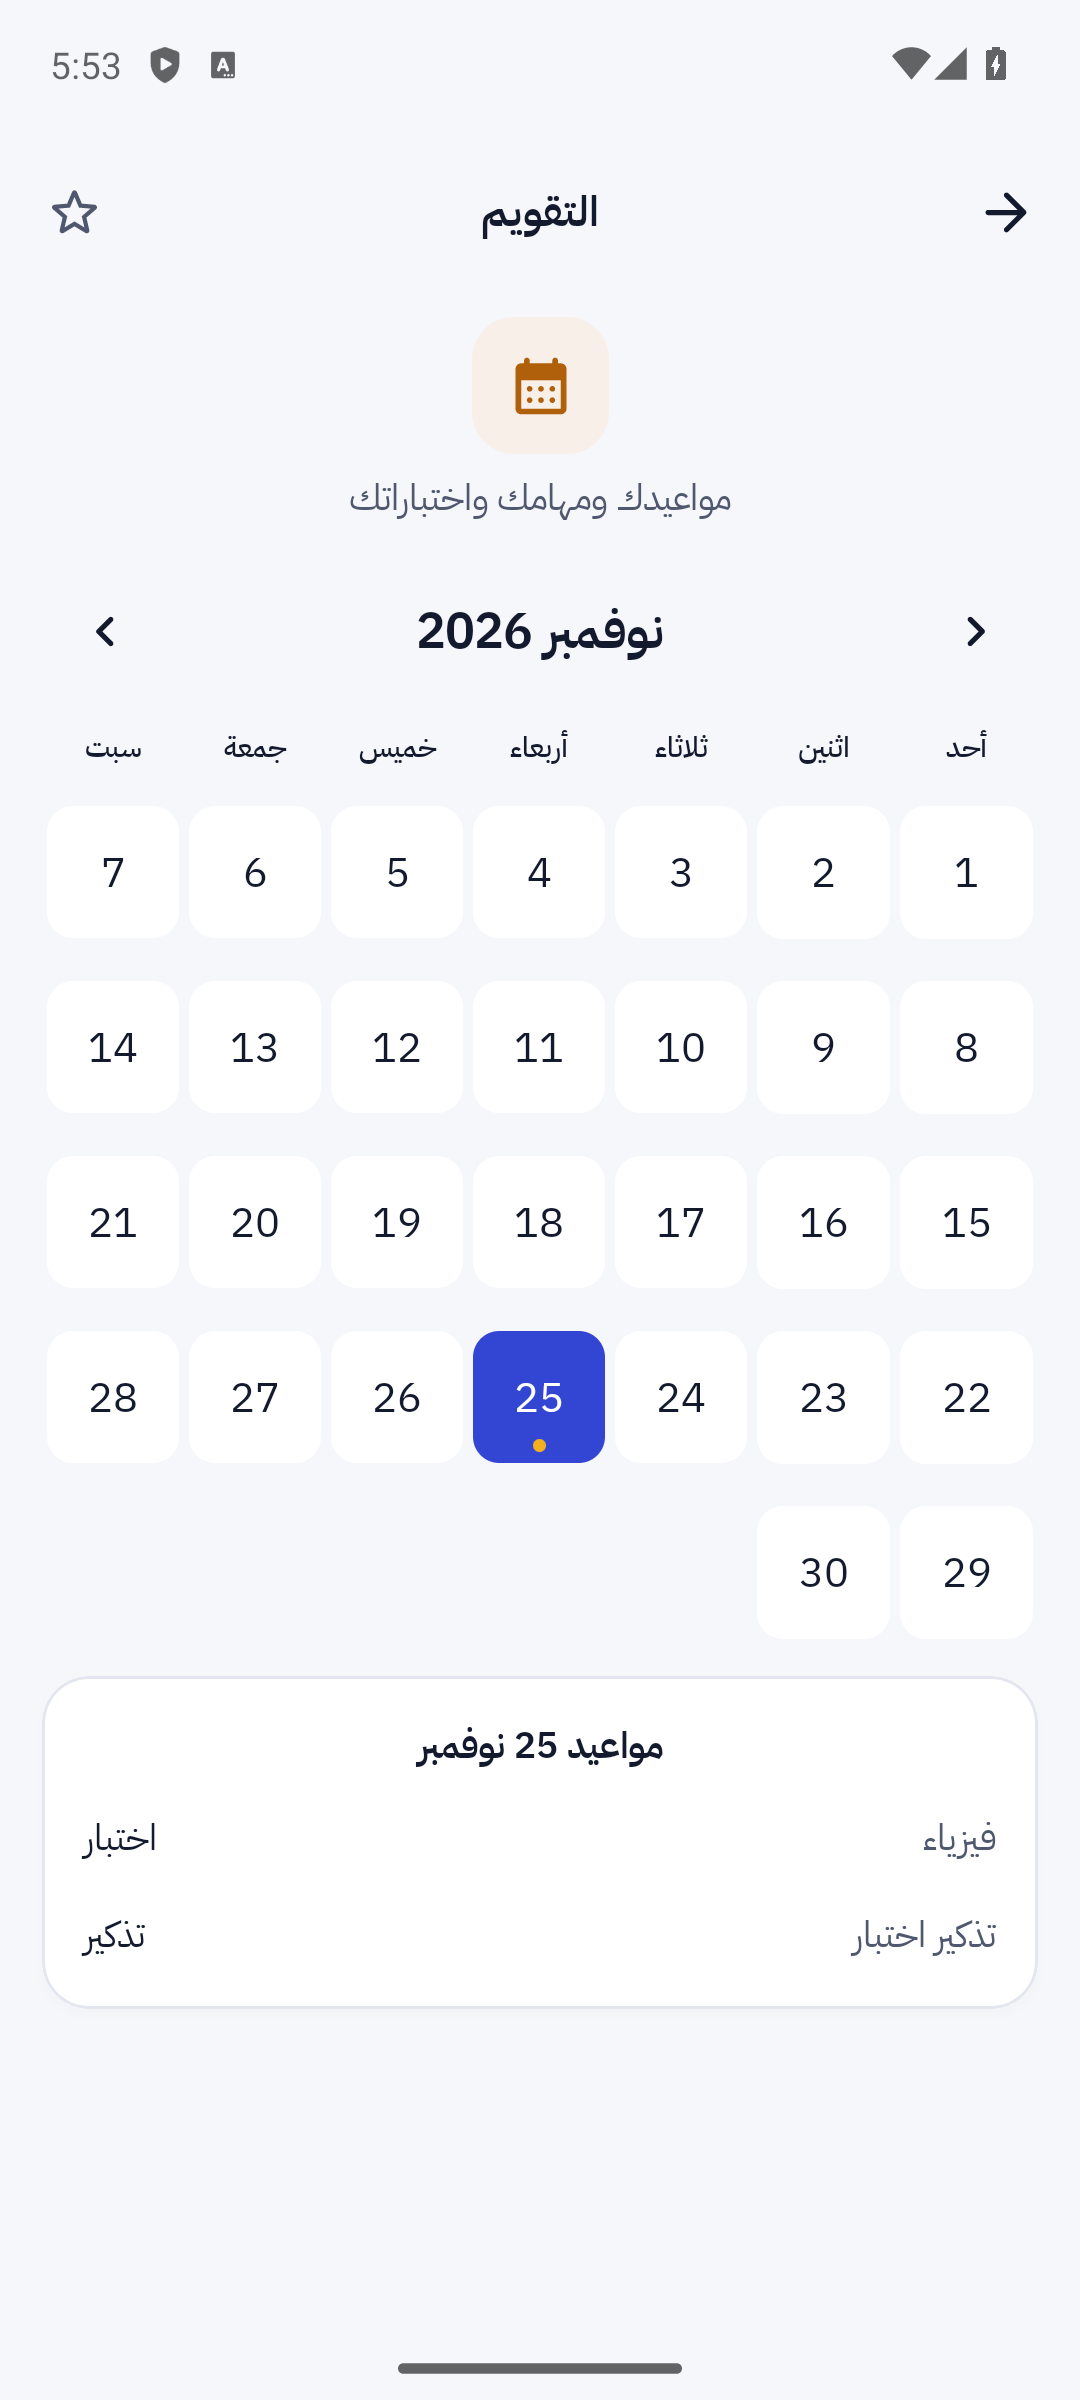 5:53
التقويم
مواعيدك ومهامك واختباراتك
نوفمبر 2026
أحد اثنين ثلاثاء أربعاء خميس جمعة سبت
1 2 3 4 5 6 7
8 9 10 11 12 13 14
15 16 17 18 19 20 21
22 23 24 25 26 27 28
29 30
مواعيد 25 نوفمبر
فيزياء اختبار
تذكير اختبار تذكير